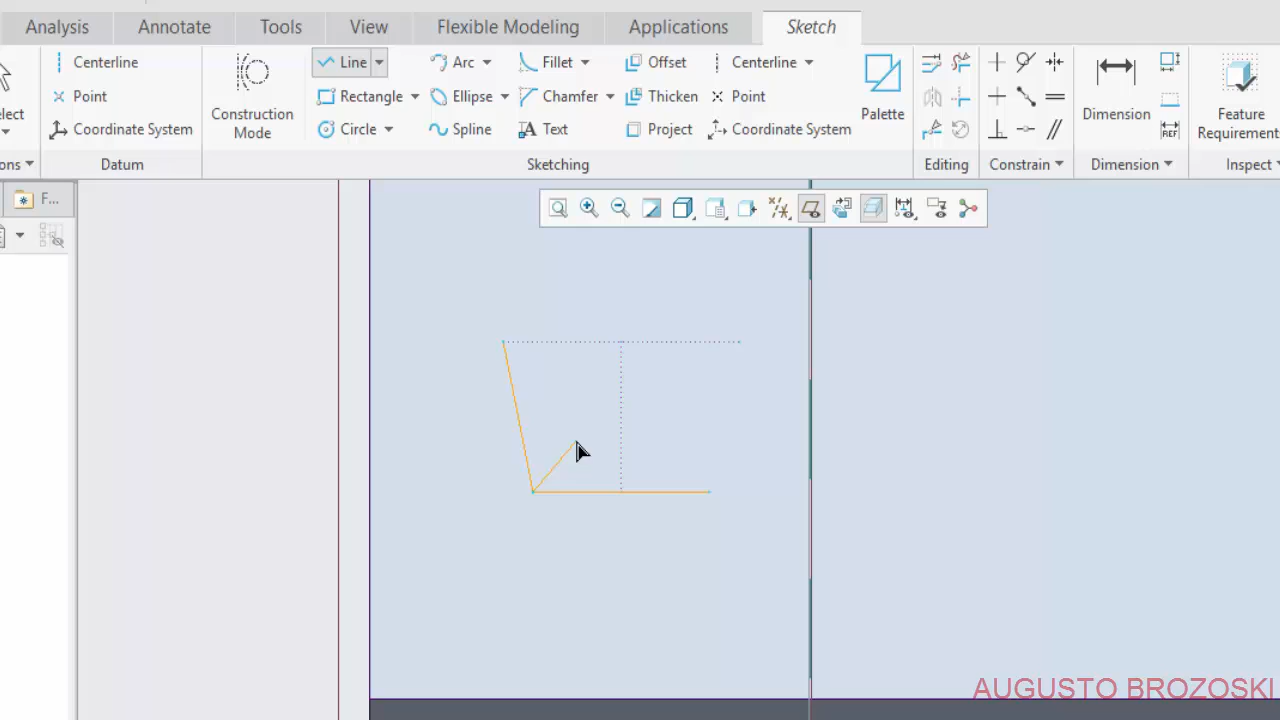 Analysis Annotate Tools View Flexible Modeling Applications Sketch
Centerline Line Arc Fillet Offset Centerline
lect Point Construction Mode Rectangle Ellipse Chamfer Thicken Point Palette Dimension Feature Requirement
Coordinate System Circle Spline Text Project Coordinate System REF
ons Datum Sketching Editing Constrain Dimension Inspect
F...
AUGUSTO BROZOSKI